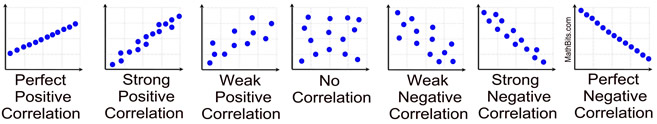 Perfect
Positive
Correlation
Strong
Positive
Correlation
Weak
Positive
Correlation
No
Correlation
Weak
Negative
Correlation
Strong
Negative
Correlation
MathBits.com
Perfect
Negative
Correlation